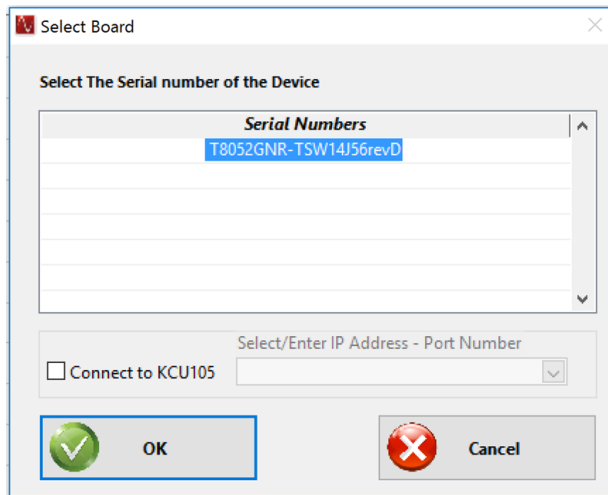 Select Board
Select The Serial number of the Device
Serial Numbers
T8052GNR-TSW14J56revD
Select/Enter IP Address - Port Number
Connect to KCU105
OK
Cancel